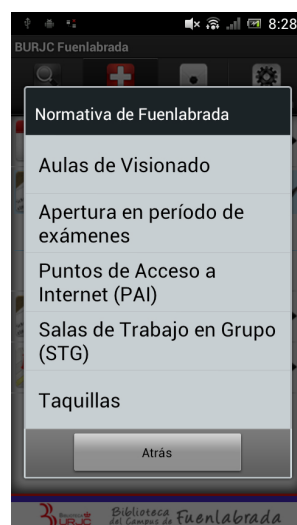 8:28
BURJC Fuenlabrada
Normativa de Fuenlabrada
Aulas de Visionado
Apertura en período de
exámenes
Puntos de Acceso a
Internet (PAI)
Salas de Trabajo en Grupo
(STG)
Taquillas
Atrás
URJC
Biblioteca
del Campus de Fuenlabrada